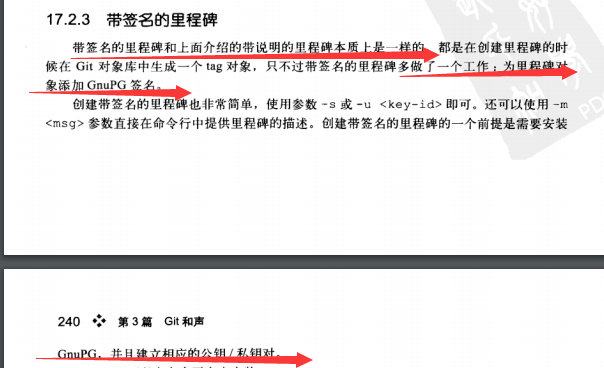 17.2.3 带签名的里程碑
带签名的里程碑和上面介绍的带说明的里程碑本质上是一样的，都是在创建里程碑的时
候在 Git 对象库中生成一个 tag 对象，只不过带签名的里程碑多做了一个工作：为里程碑对
象添加 GnuPG 签名。
创建带签名的里程碑也非常简单，使用参数 -s 或 -u <key-id> 即可。还可以使用 -m
<msg> 参数直接在命令行中提供里程碑的描述。创建带签名的里程碑的一个前提是需要安装
240 ❖ 第 3 篇 Git 和声
GnuPG，并且建立相应的公钥/私钥对。